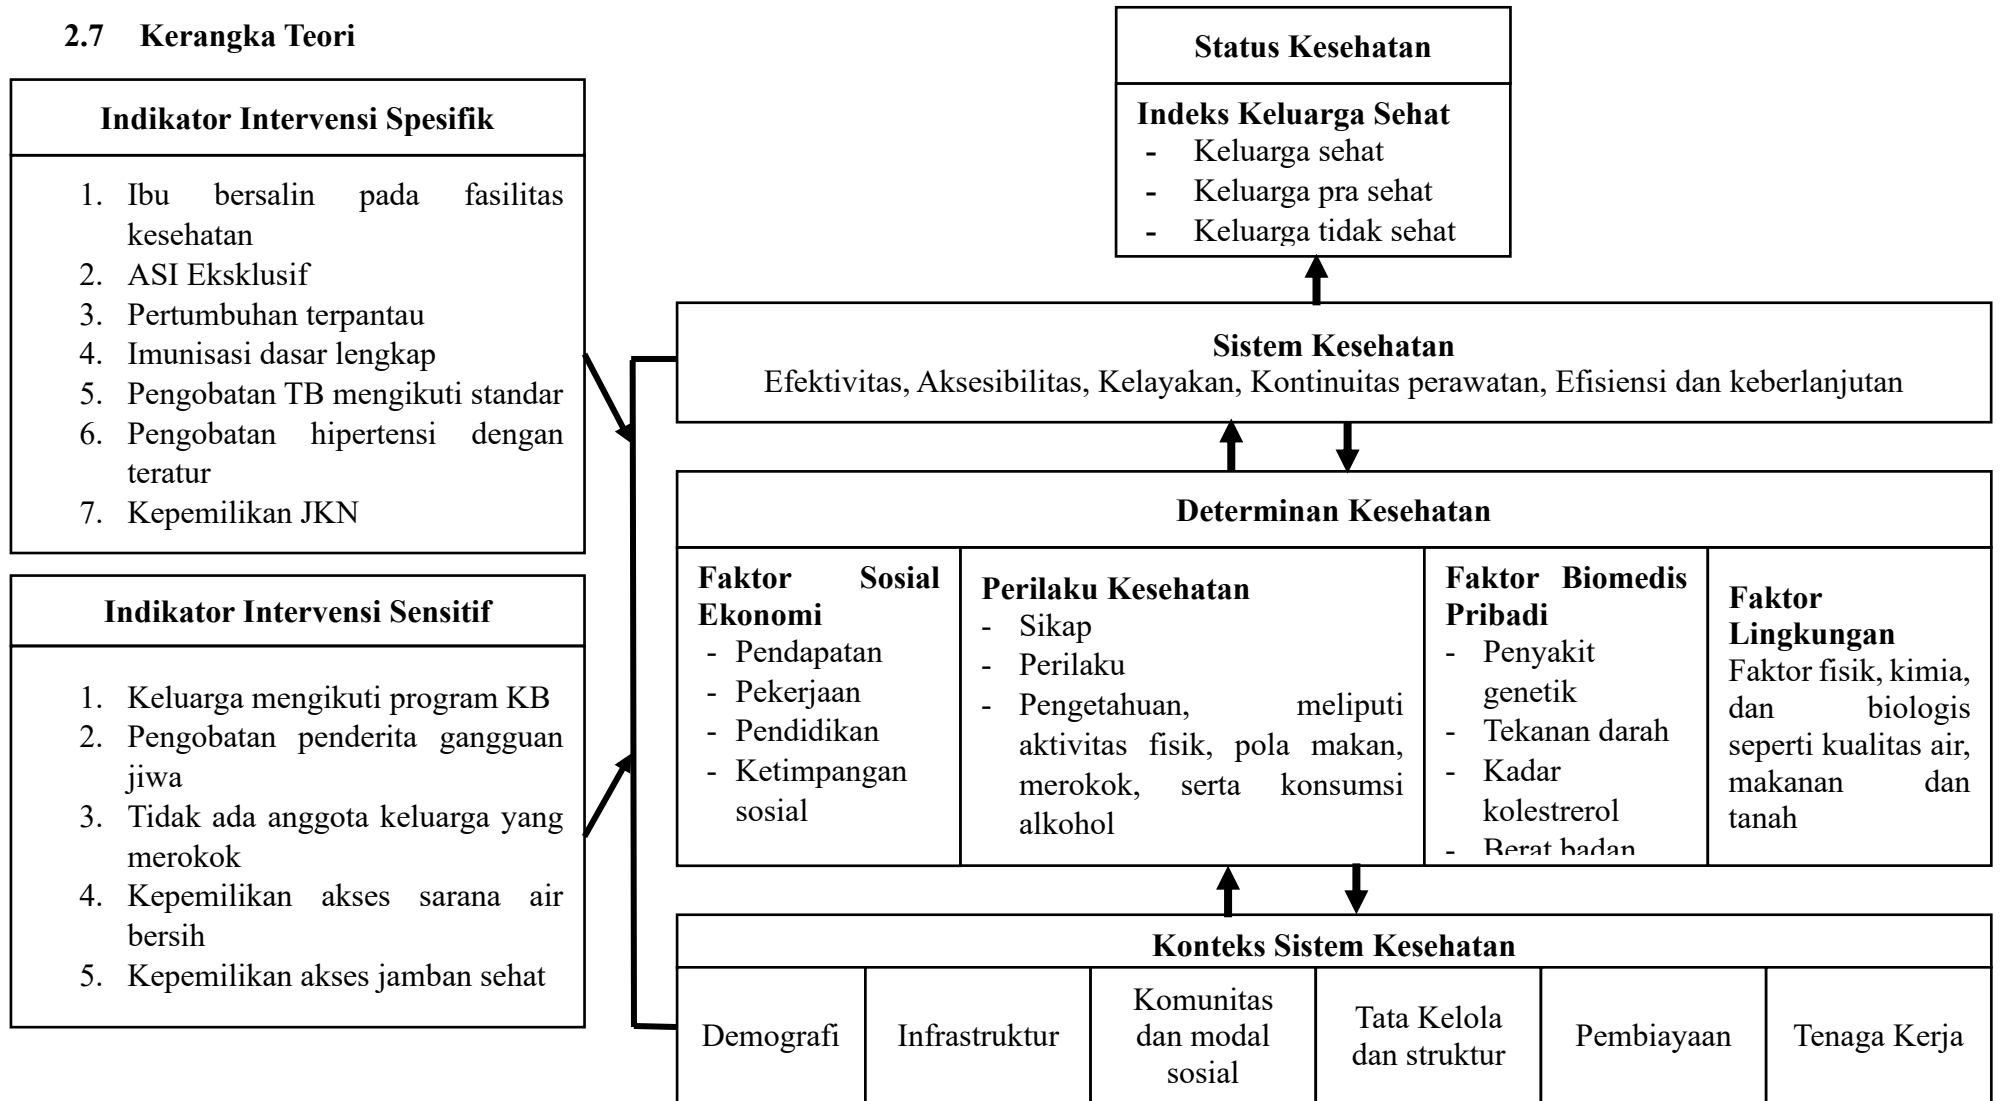 2.7 Kerangka Teori
Indikator Intervensi Spesifik
1. Ibu bersalin pada fasilitas
kesehatan
2. ASI Eksklusif
3. Pertumbuhan terpantau
4. Imunisasi dasar lengkap
5. Pengobatan TB mengikuti standar
6. Pengobatan hipertensi dengan
teratur
7. Kepemilikan JKN
Indikator Intervensi Sensitif
1. Keluarga mengikuti program KB
2. Pengobatan penderita gangguan
jiwa
3. Tidak ada anggota keluarga yang
merokok
4. Kepemilikan akses sarana air
bersih
5. Kepemilikan akses jamban sehat
Status Kesehatan
Indeks Keluarga Sehat
- Keluarga sehat
- Keluarga pra sehat
- Keluarga tidak sehat
Sistem Kesehatan
Efektivitas, Aksesibilitas, Kelayakan, Kontinuitas perawatan, Efisiensi dan keberlanjutan
Determinan Kesehatan
Faktor Sosial
Ekonomi
- Pendapatan
- Pekerjaan
- Pendidikan
- Ketimpangan
sosial
Perilaku Kesehatan
- Sikap
- Perilaku
- Pengetahuan, meliputi
aktivitas fisik, pola makan,
merokok, serta konsumsi
alkohol
Faktor Biomedis
Pribadi
- Penyakit
genetik
- Tekanan darah
- Kadar
kolestrerol
- Berat badan
Faktor
Lingkungan
Faktor fisik, kimia,
dan biologis
seperti kualitas air,
makanan dan
tanah
Konteks Sistem Kesehatan
Demografi
Infrastruktur
Komunitas
dan modal
sosial
Tata Kelola
dan struktur
Pembiayaan
Tenaga Kerja